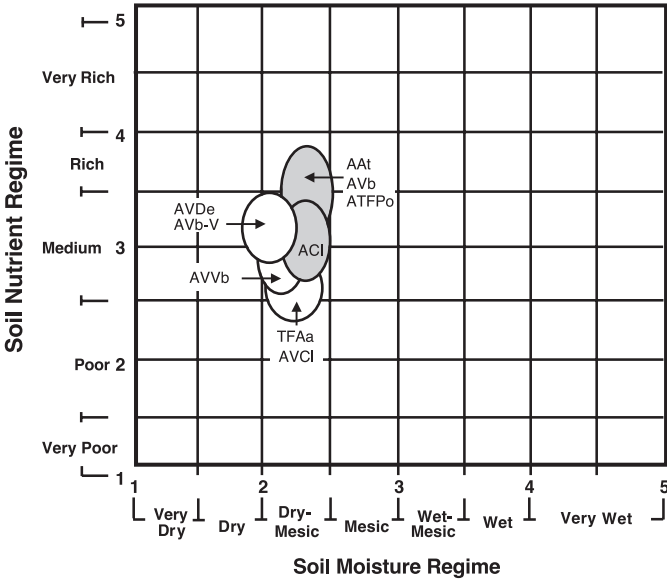 Soil Nutrient Regime
5
Very Rich
4
Rich
Medium 3
Poor 2
Very Poor
1
AAt
AVb
ATFPo
AVDe
AVb-V
ACl
AVVb
TFAa
AVCl
1 2 3 4 5
Very Dry
Dry
Dry-
Mesic
Mesic
Wet-
Mesic
Wet
Very Wet
Soil Moisture Regime